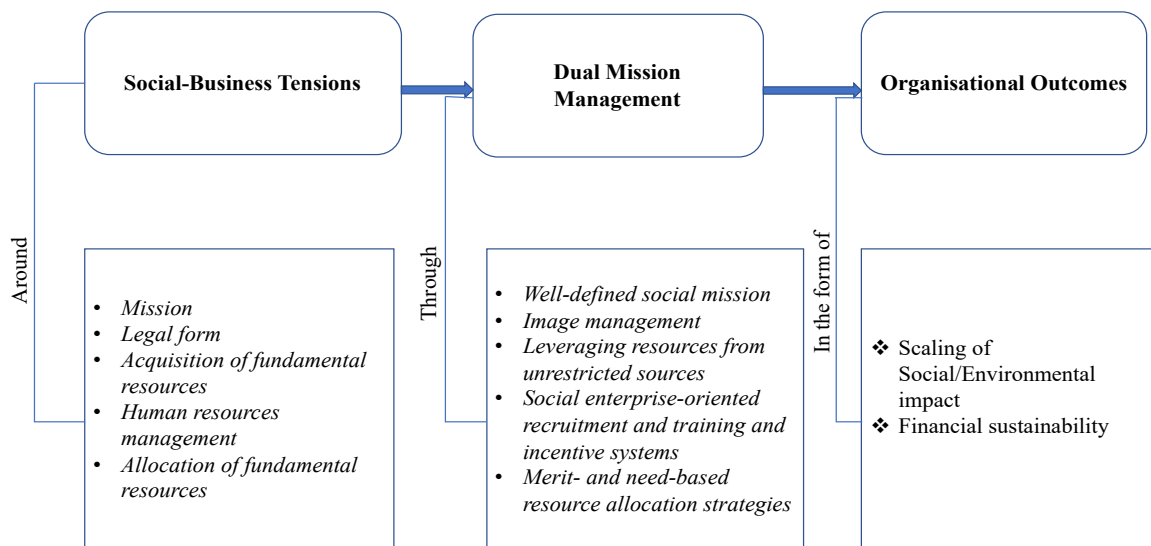 Social-Business Tensions
Dual Mission
Management
Organisational Outcomes
Around
• Mission
• Legal form
• Acquisition of fundamental
resources
• Human resources
management
• Allocation of fundamental
resources
Through
• Well-defined social mission
• Image management
• Leveraging resources from
unrestricted sources
• Social enterprise-oriented
recruitment and training and
incentive systems
• Merit- and need-based
resource allocation strategies
In the form of
❖ Scaling of
Social/Environmental
impact
❖ Financial sustainability